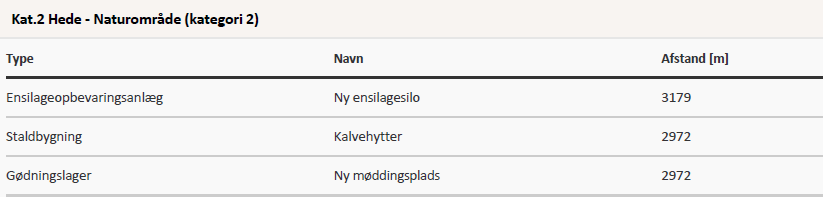 Kat.2 Hede - Naturområde (kategori 2)
Type Navn Afstand [m]
Ensilageopbevaringsanlæg Ny ensilagesilo 3179
Staldbygning Kalvehytter 2972
Gødningslager Ny møddingsplads 2972